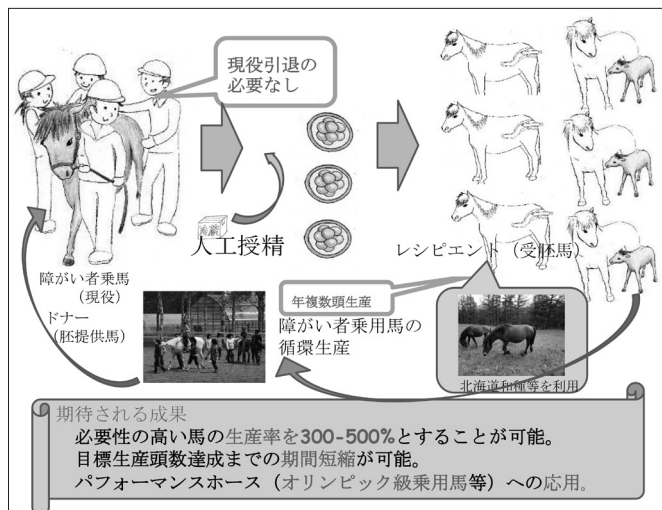 現役引退の
必要なし
人工授精
レシピエント（受胚馬）
障がい者乗馬
（現役）
ドナー
（胚提供馬）
年複数頭生産
障がい者乗用馬の
循環生産
北海道和種等を利用
期待される成果
必要性の高い馬の生産率を300-500%とすることが可能。
目標生産頭数達成までの期間短縮が可能。
パフォーマンスホース（オリンピック級乗用馬等）への応用。